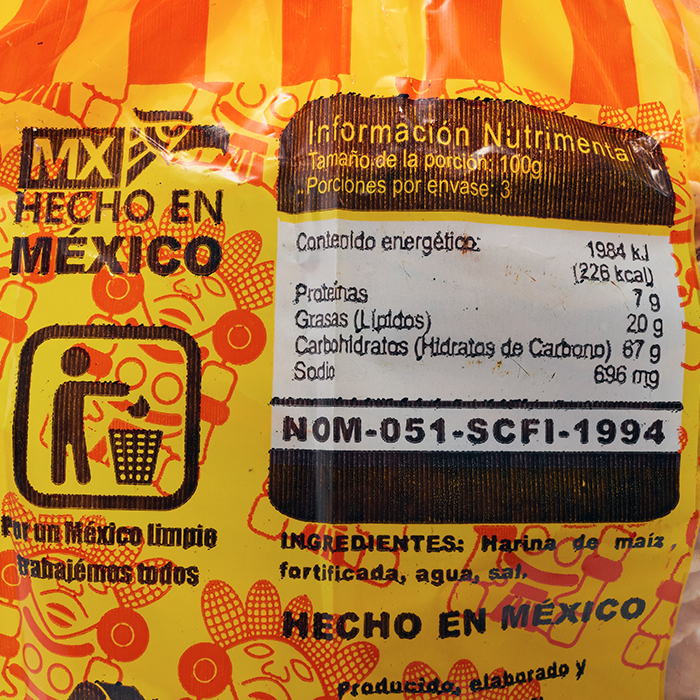 MX
HECHO EN
MÉXICO
Por un México limpio
trabajémos todos
Información Nutrimental
Tamaño de la porción: 100g
Porciones por envase: 3
Contenido energético: 1984 kJ
(226 kcal)
Proteínas 7 g
Grasas (Lípidos) 20 g
Carbohidratos (Hidratos de Carbono) 67 g
Sodio 696 mg
NOM-051-SCFI-1994
INGREDIENTES: Harina de maíz,
fortificada, agua, sal.
HECHO EN MÉXICO
Producido, elaborado y